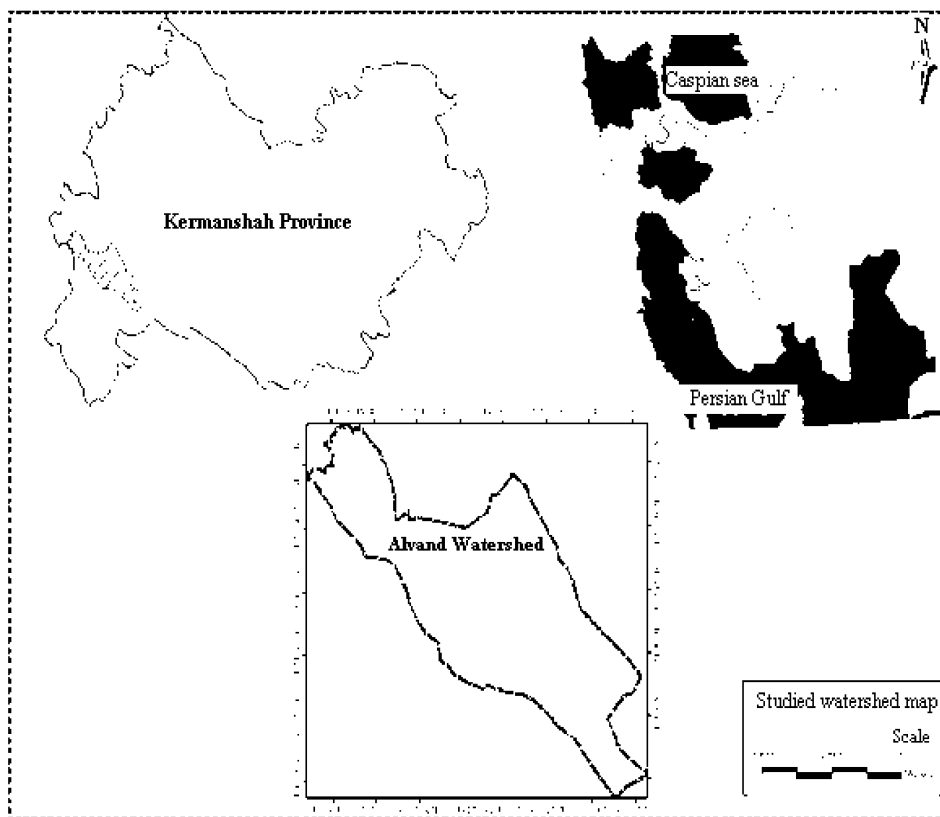 N
Caspian sea
Kermanshah Province
Persian Gulf
Alvand Watershed
Studied watershed map
Scale